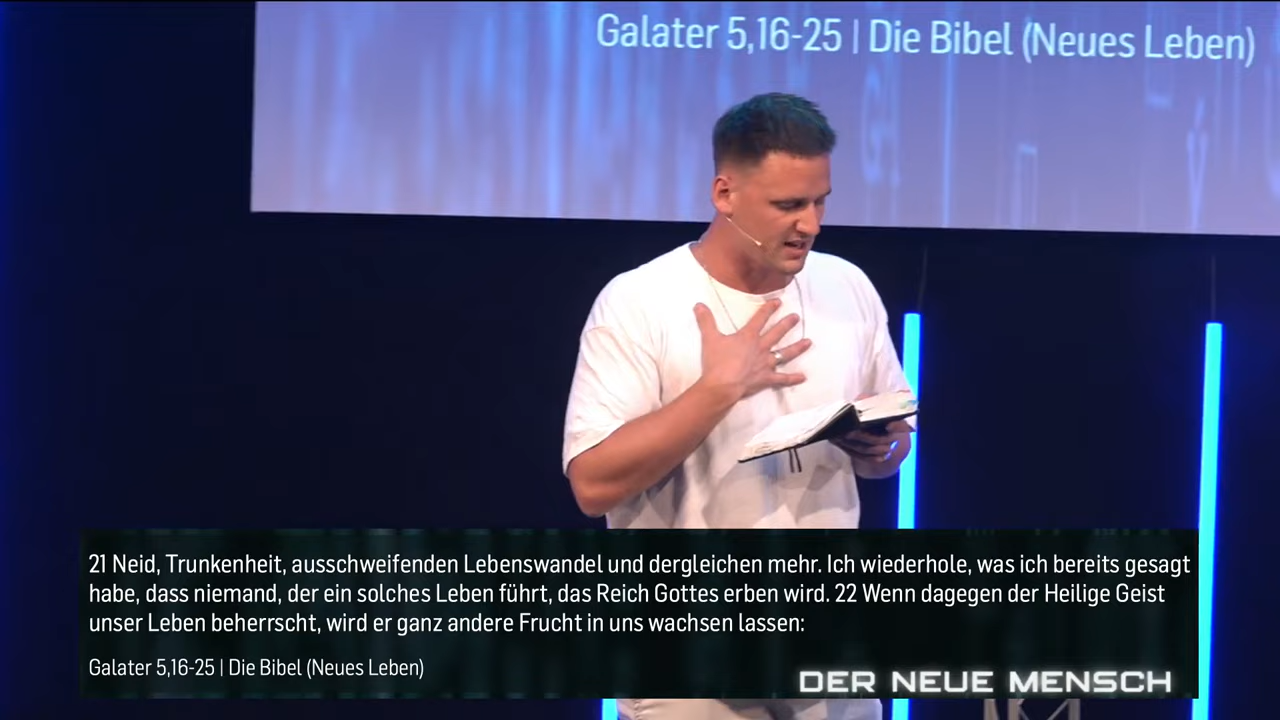 Galater 5,16-25 | Die Bibel (Neues Leben)
21 Neid, Trunkenheit, ausschweifenden Lebenswandel und dergleichen mehr. Ich wiederhole, was ich bereits gesagt
habe, dass niemand, der ein solches Leben führt, das Reich Gottes erben wird. 22 Wenn dagegen der Heilige Geist
unser Leben beherrscht, wird er ganz andere Frucht in uns wachsen lassen:
Galater 5,16-25 | Die Bibel (Neues Leben)
DER NEUE MENSCH